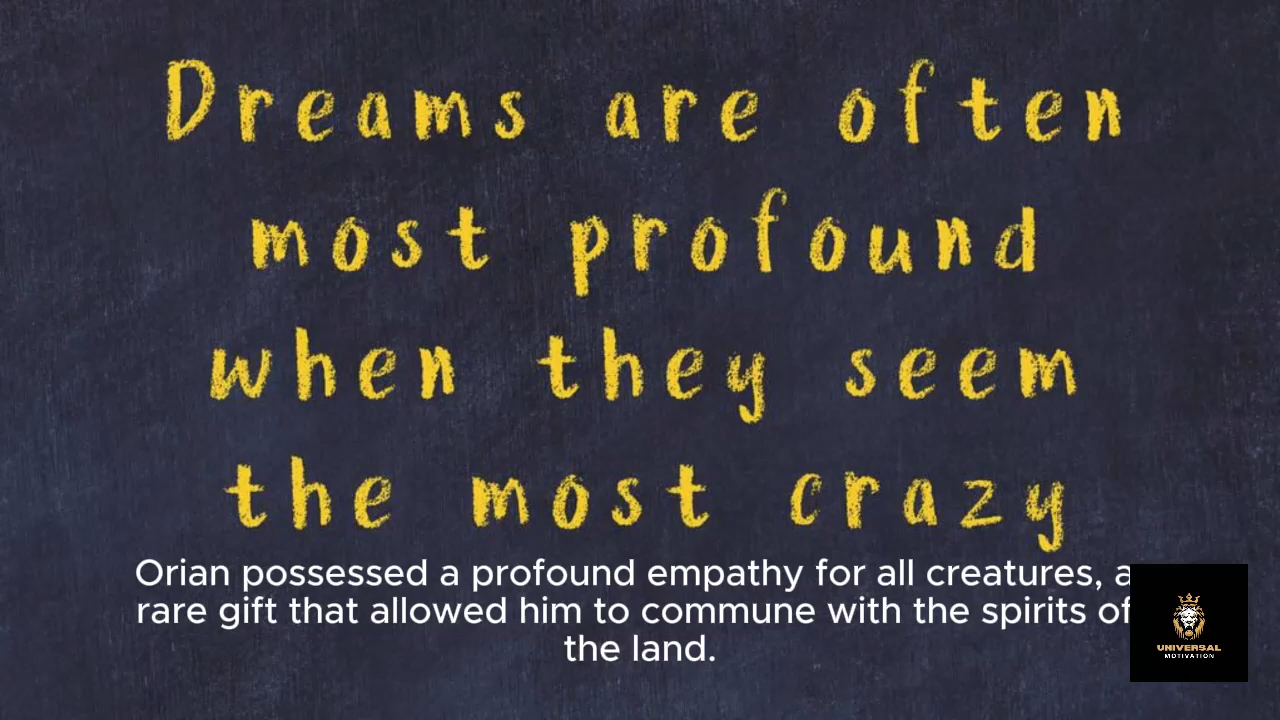 Dreams are often
most profound
when they seem
the most crazy
Orian possessed a profound empathy for all creatures, a
rare gift that allowed him to commune with the spirits of
the land.
UNIVERSAL
MOTIVATION